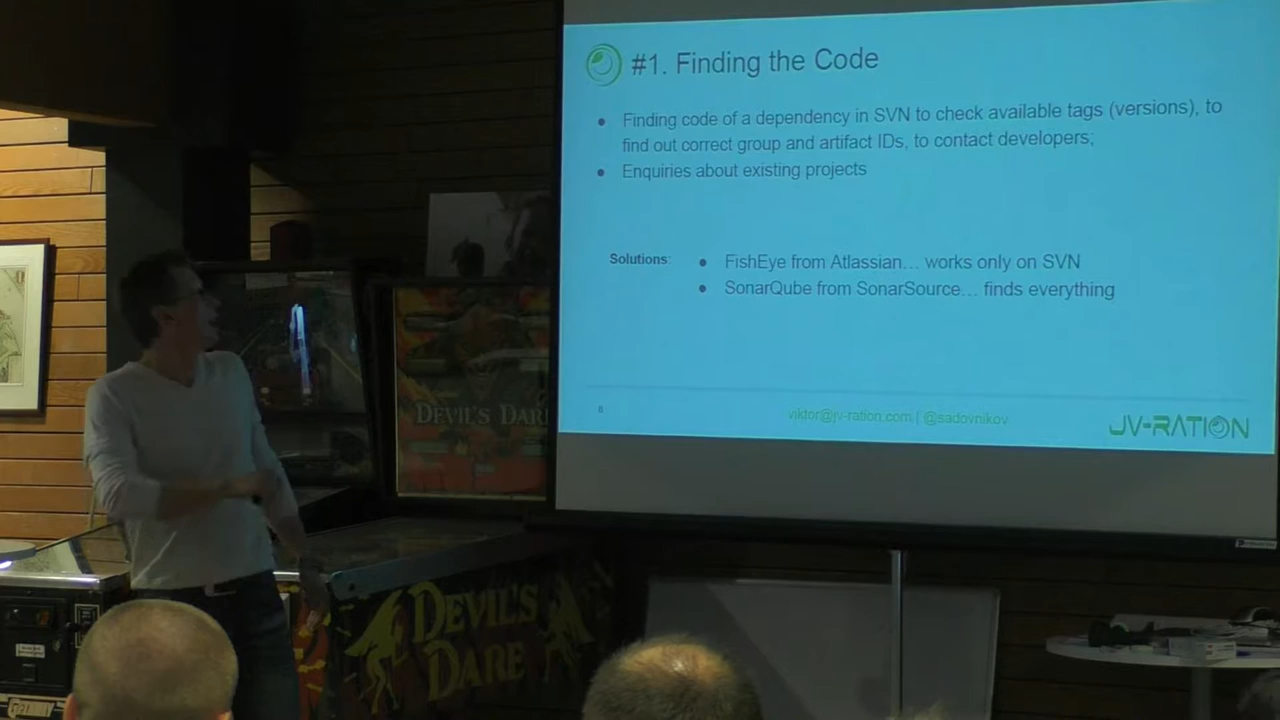 #1. Finding the Code
● Finding code of a dependency in SVN to check available tags (versions), to
find out correct group and artifact IDs, to contact developers;
● Enquiries about existing projects
Solutions:
● FishEye from Atlassian… works only on SVN
● SonarQube from SonarSource… finds everything
8
viktor@jv-ration.com | @sadovnikov
JV-RATION
DEVIL'S DARE
DEVIL'S
DARE